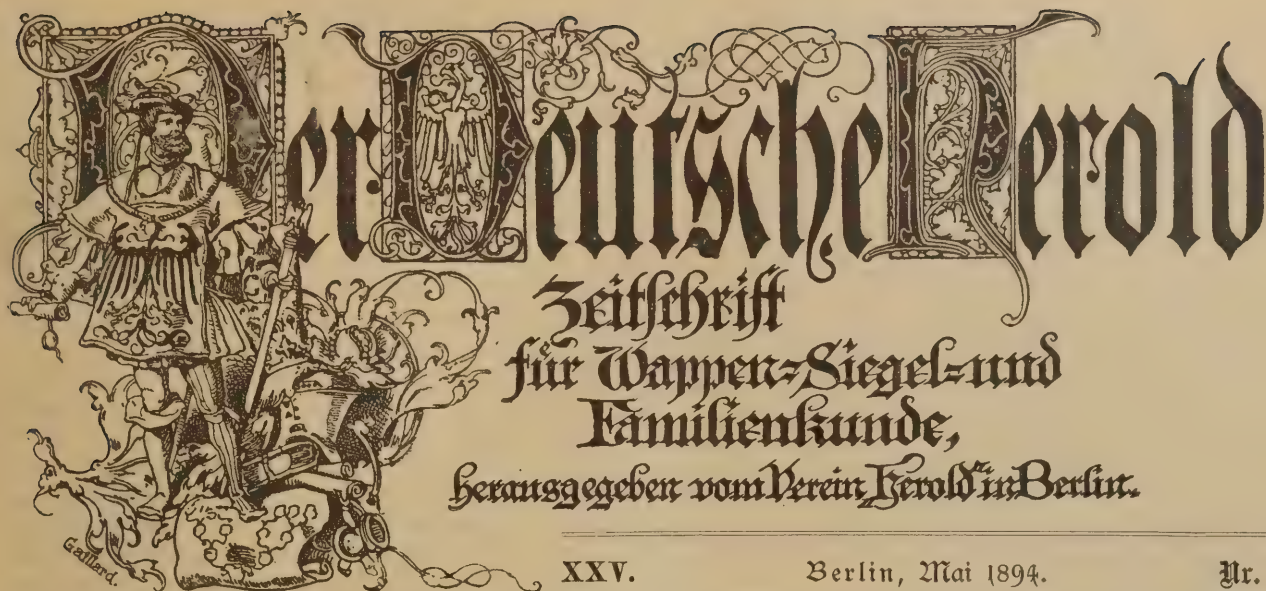 Der Deutsche Herold
Zeitschrift
für Wappen-Siegel-und
Familienkunde,
herausgegeben vom Verein „Herold“ in Berlin.
Gaillard.
XXV. Berlin, Mai 1894. Nr.